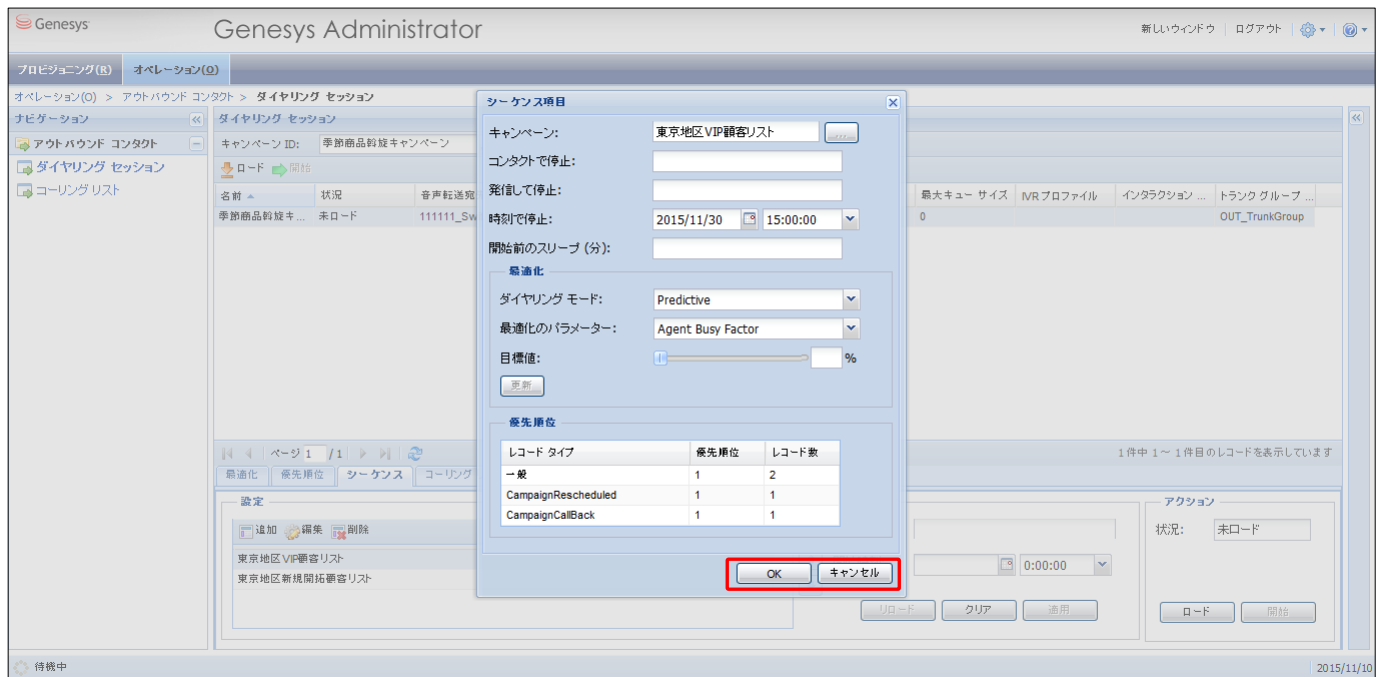 Genesys
Genesys Administrator
新しいウィンドウ ログアウト
プロビジョニング(R) オペレーション(O)
オペレーション(O) > アウトバウンド コンタクト > ダイヤリング セッション
ナビゲーション
アウトバウンド コンタクト
ダイヤリング セッション
コーリング リスト
ダイヤリング セッション
キャンペーン ID: 季節商品斡旋キャンペーン
ロード 開始
名前 状況 音声転送宛 最大キュー サイズ IVR プロファイル インタラクション ... トランク グループ ...
季節商品斡旋キ... 未ロード 111111_Sw 0 OUT_TrunkGroup
シーケンス項目
キャンペーン: 東京地区VIP顧客リスト ...
コンタクトで停止:
発信して停止:
時刻で停止: 2015/11/30 15:00:00
開始前のスリープ (分):
最適化
ダイヤリング モード: Predictive
最適化のパラメーター: Agent Busy Factor
目標値: %
更新
優先順位
レコード タイプ 優先順位 レコード数
一般 1 2
CampaignRescheduled 1 1
CampaignCallBack 1 1
OK キャンセル
ページ 1 / 1
1件中 1～ 1件目のレコードを表示しています
最適化 優先順位 シーケンス コーリング
設定
追加 編集 削除
東京地区VIP顧客リスト
東京地区新規開拓顧客リスト
0:00:00
リロード クリア 適用
アクション
状況: 未ロード
ロード 開始
待機中
2015/11/10